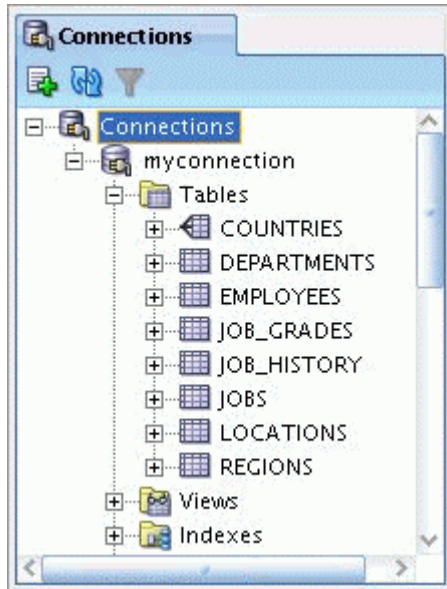 Connections
Connections
myconnection
Tables
COUNTRIES
DEPARTMENTS
EMPLOYEES
JOB_GRADES
JOB_HISTORY
JOBS
LOCATIONS
REGIONS
Views
Indexes